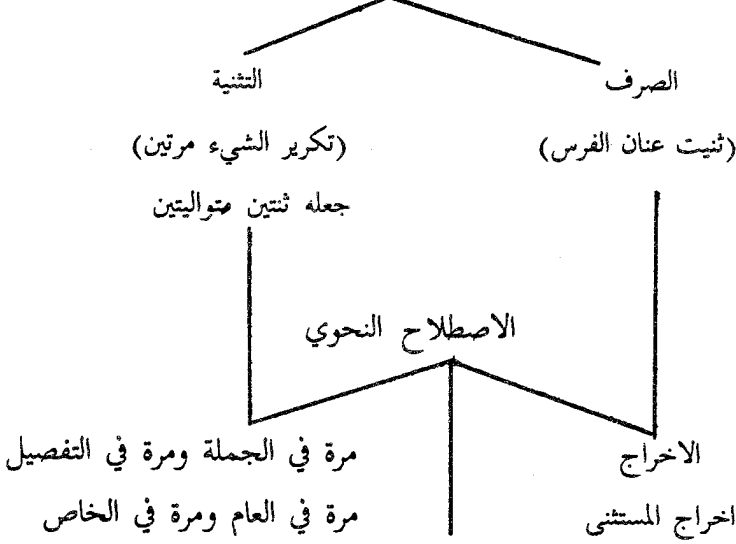 الصرف
التثنية
(ثنيت عنان الفرس)
(تكرير الشيء مرتين)
جعله ثنتين متواليتين
الاصطلاح النحوي
الاخراج
مرة في الجملة ومرة في التفصيل
اخراج المستثنى
مرة في العام ومرة في الخاص